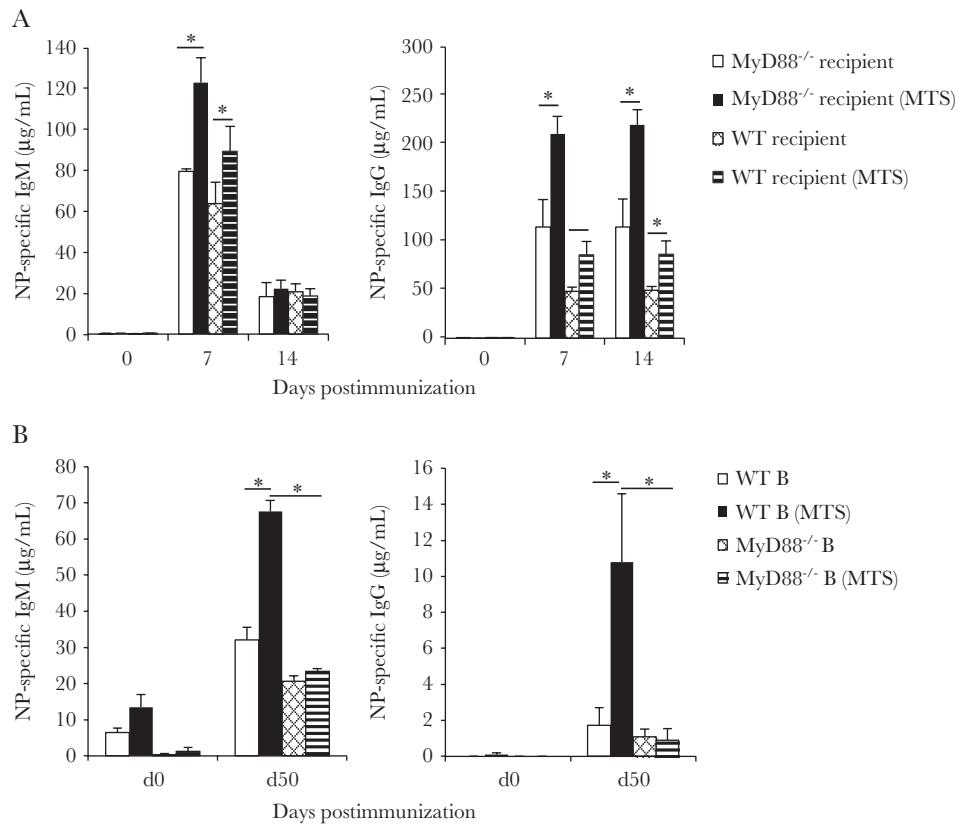 A
NP-specific IgM (µg/mL)
140
120
100
80
60
40
20
0
*
*
0
7
14
NP-specific IgG (µg/mL)
300
250
200
150
100
50
0
*
*
*
0
7
14
Days postimmunization
MyD88-/- recipient
MyD88-/- recipient (MTS)
WT recipient
WT recipient (MTS)
B
NP-specific IgM (µg/mL)
80
70
60
50
40
30
20
10
0
*
*
d0
d50
NP-specific IgG (µg/mL)
16
14
12
10
8
6
4
2
0
*
*
d0
d50
Days postimmunization
WT B
WT B (MTS)
MyD88-/- B
MyD88-/- B (MTS)